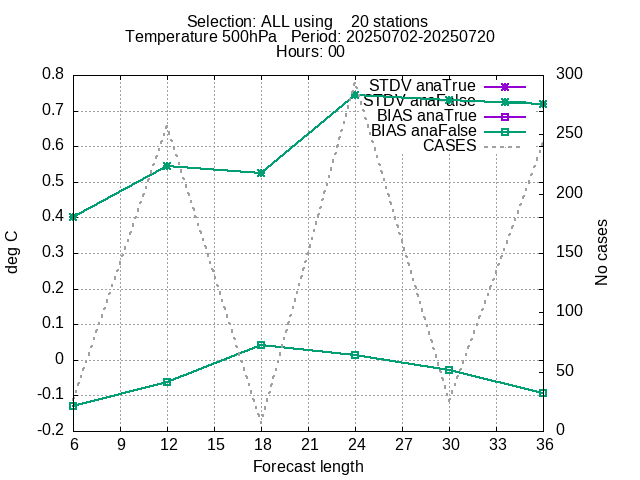 Selection: ALL using    20 stations
Temperature 500hPa   Period: 20250702-20250720
Hours: 00
0.8
0.7
0.6
0.5
0.4
0.3
0.2
0.1
0
-0.1
-0.2
300
250
200
150
100
50
0
STDV anaTrue
STDV anaFalse
BIAS anaTrue
BIAS anaFalse
CASES
deg C
No cases
6 9 12 15 18 21 24 27 30 33 36
Forecast length